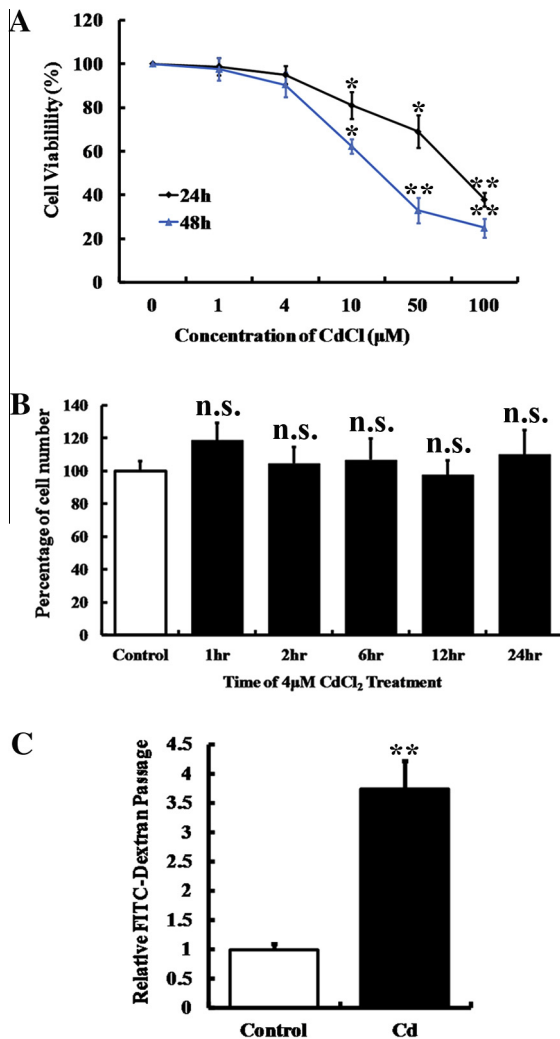 A
120
100
80
60
40
20
0
Cell Viabilility (%)
24h
48h
*
*
*
**
**
**
0 1 4 10 50 100
Concentration of CdCl (μM)
B
140
120
100
80
60
40
20
0
Percentage of cell number
n.s. n.s. n.s. n.s. n.s.
Control 1hr 2hr 6hr 12hr 24hr
Time of 4μM CdCl₂ Treatment
C
4.5
4
3.5
3
2.5
2
1.5
1
0.5
0
Relative FITC-Dextran Passage
**
Control Cd